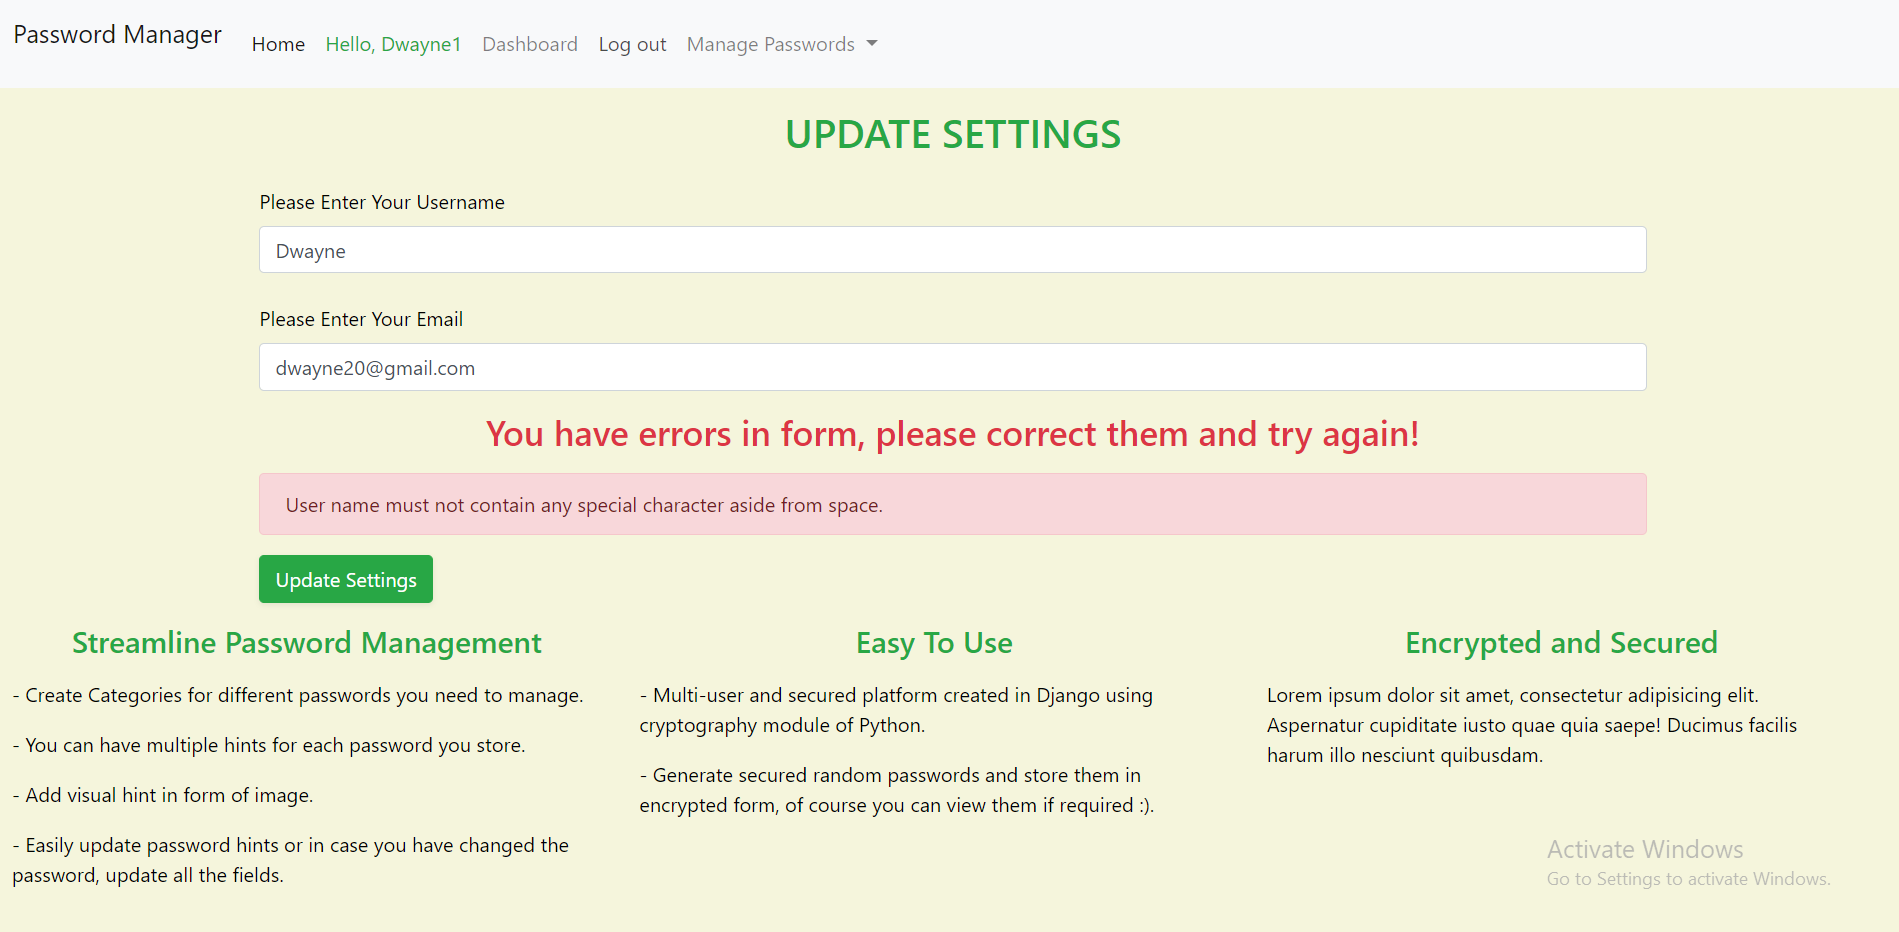 Password Manager
Home Hello, Dwayne1 Dashboard Log out Manage Passwords
UPDATE SETTINGS
Please Enter Your Username
Dwayne
Please Enter Your Email
dwayne20@gmail.com
You have errors in form, please correct them and try again!
User name must not contain any special character aside from space.
Update Settings
Streamline Password Management
- Create Categories for different passwords you need to manage.
- You can have multiple hints for each password you store.
- Add visual hint in form of image.
- Easily update password hints or in case you have changed the
password, update all the fields.
Easy To Use
- Multi-user and secured platform created in Django using
cryptography module of Python.
- Generate secured random passwords and store them in
encrypted form, of course you can view them if required :).
Encrypted and Secured
Lorem ipsum dolor sit amet, consectetur adipisicing elit.
Aspernatur cupiditate iusto quae quia saepe! Ducimus facilis
harum illo nesciunt quibusdam.
Activate Windows
Go to Settings to activate Windows.